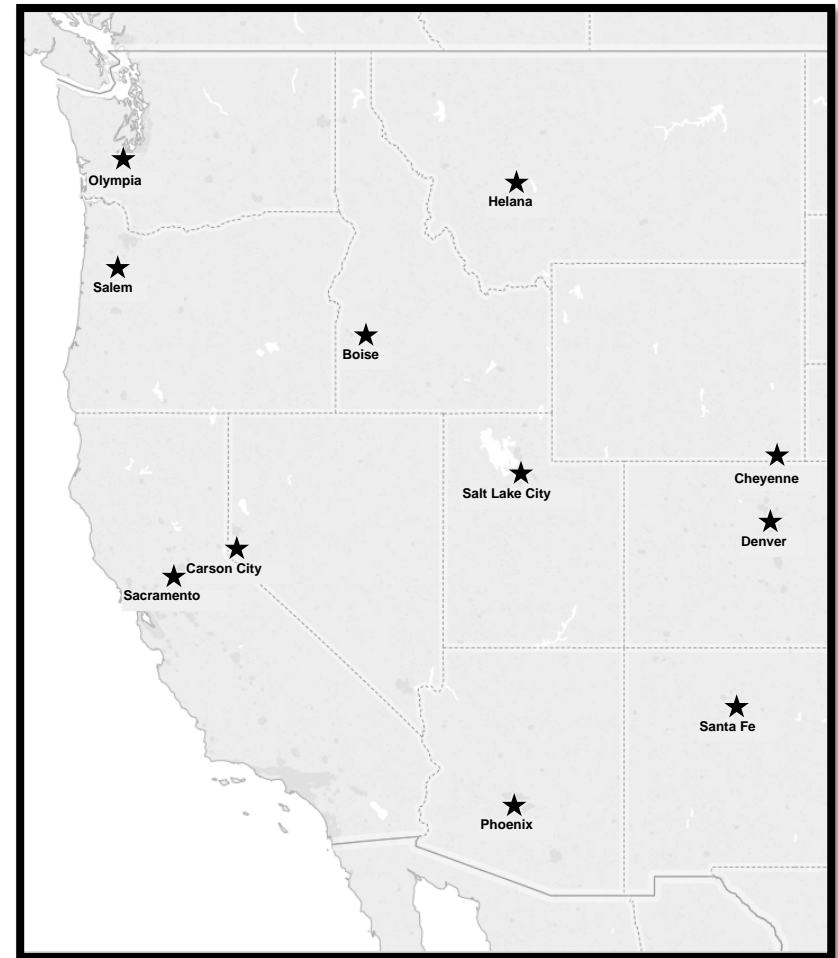 Olympia
Helana
Salem
Boise
Cheyenne
Salt Lake City
Denver
Carson City
Sacramento
Santa Fe
Phoenix